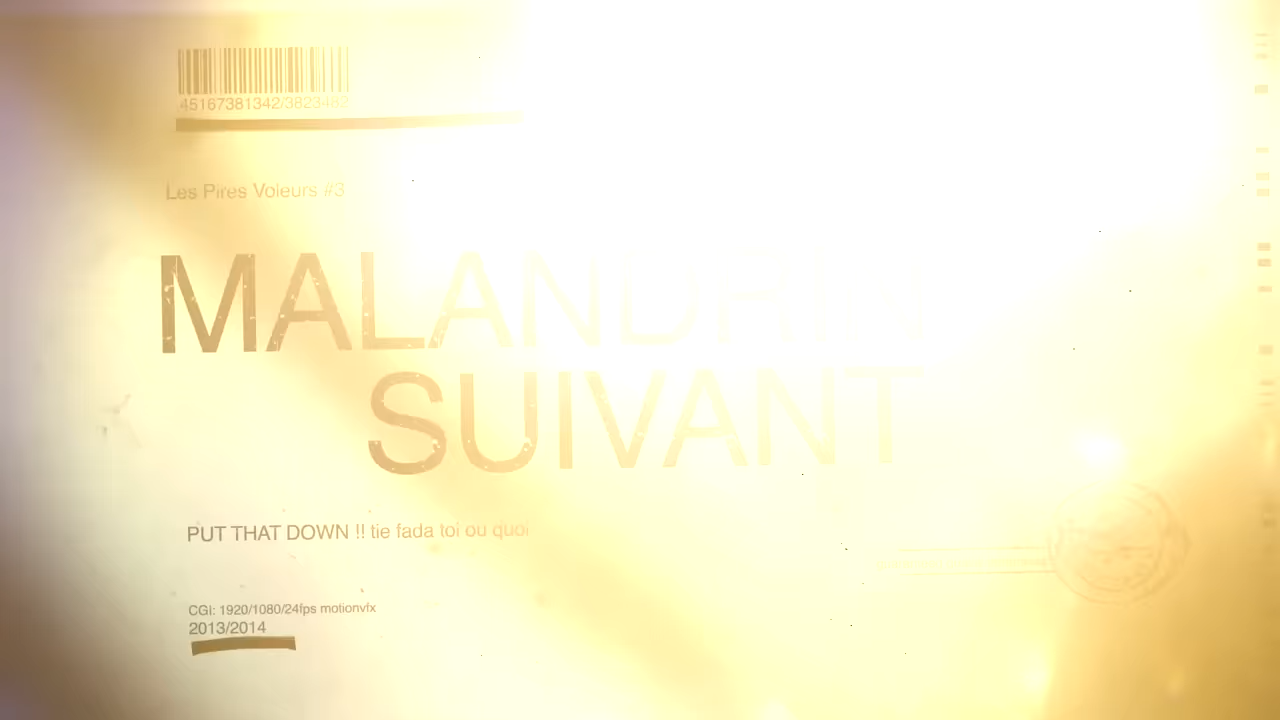 45167381342/3823482
Les Pires Voleurs #3
MALANDRIN
SUIVANT
PUT THAT DOWN !! tie fada toi ou quoi
CGI: 1920/1080/24fps motionvfx
2013/2014